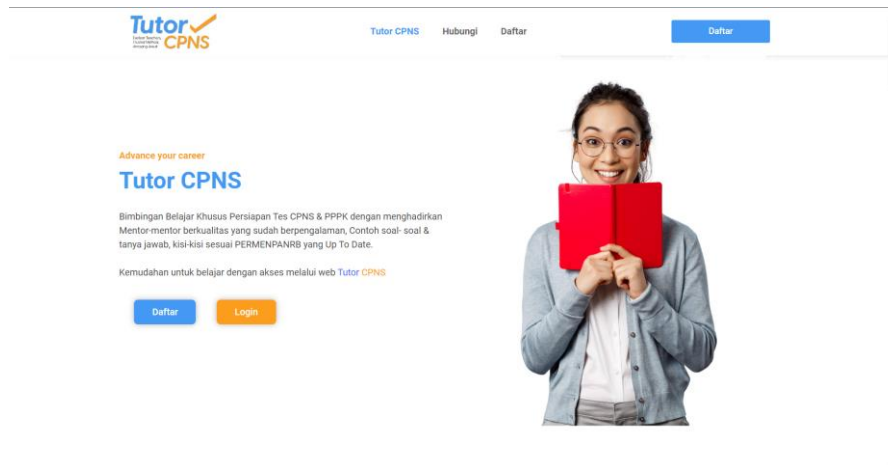 Tutor
CPNS
Tutor CPNS Hubungi Daftar
Daftar
Advance your career
Tutor CPNS
Bimbingan Belajar Khusus Persiapan Tes CPNS & PPPK dengan menghadirkan
Mentor-mentor berkualitas yang sudah berpengalaman, Contoh soal- soal &
tanya jawab, kisi-kisi sesuai PERMENPANRB yang Up To Date.
Kemudahan untuk belajar dengan akses melalui web Tutor CPNS
Daftar Login